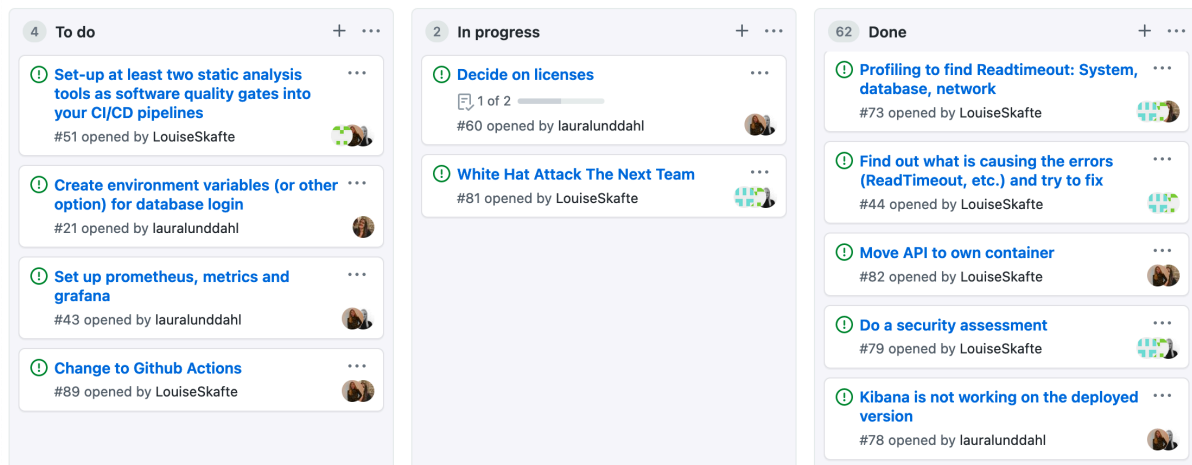 4 To do
Set-up at least two static analysis
tools as software quality gates into
your CI/CD pipelines
#51 opened by LouiseSkafte
Create environment variables (or other
option) for database login
#21 opened by lauralunddahl
Set up prometheus, metrics and
grafana
#43 opened by lauralunddahl
Change to Github Actions
#89 opened by LouiseSkafte
2 In progress
Decide on licenses
1 of 2
#60 opened by lauralunddahl
White Hat Attack The Next Team
#81 opened by LouiseSkafte
62 Done
Profiling to find Readtimeout: System,
database, network
#73 opened by LouiseSkafte
Find out what is causing the errors
(ReadTimeout, etc.) and try to fix
#44 opened by LouiseSkafte
Move API to own container
#82 opened by LouiseSkafte
Do a security assessment
#79 opened by LouiseSkafte
Kibana is not working on the deployed
version
#78 opened by lauralunddahl